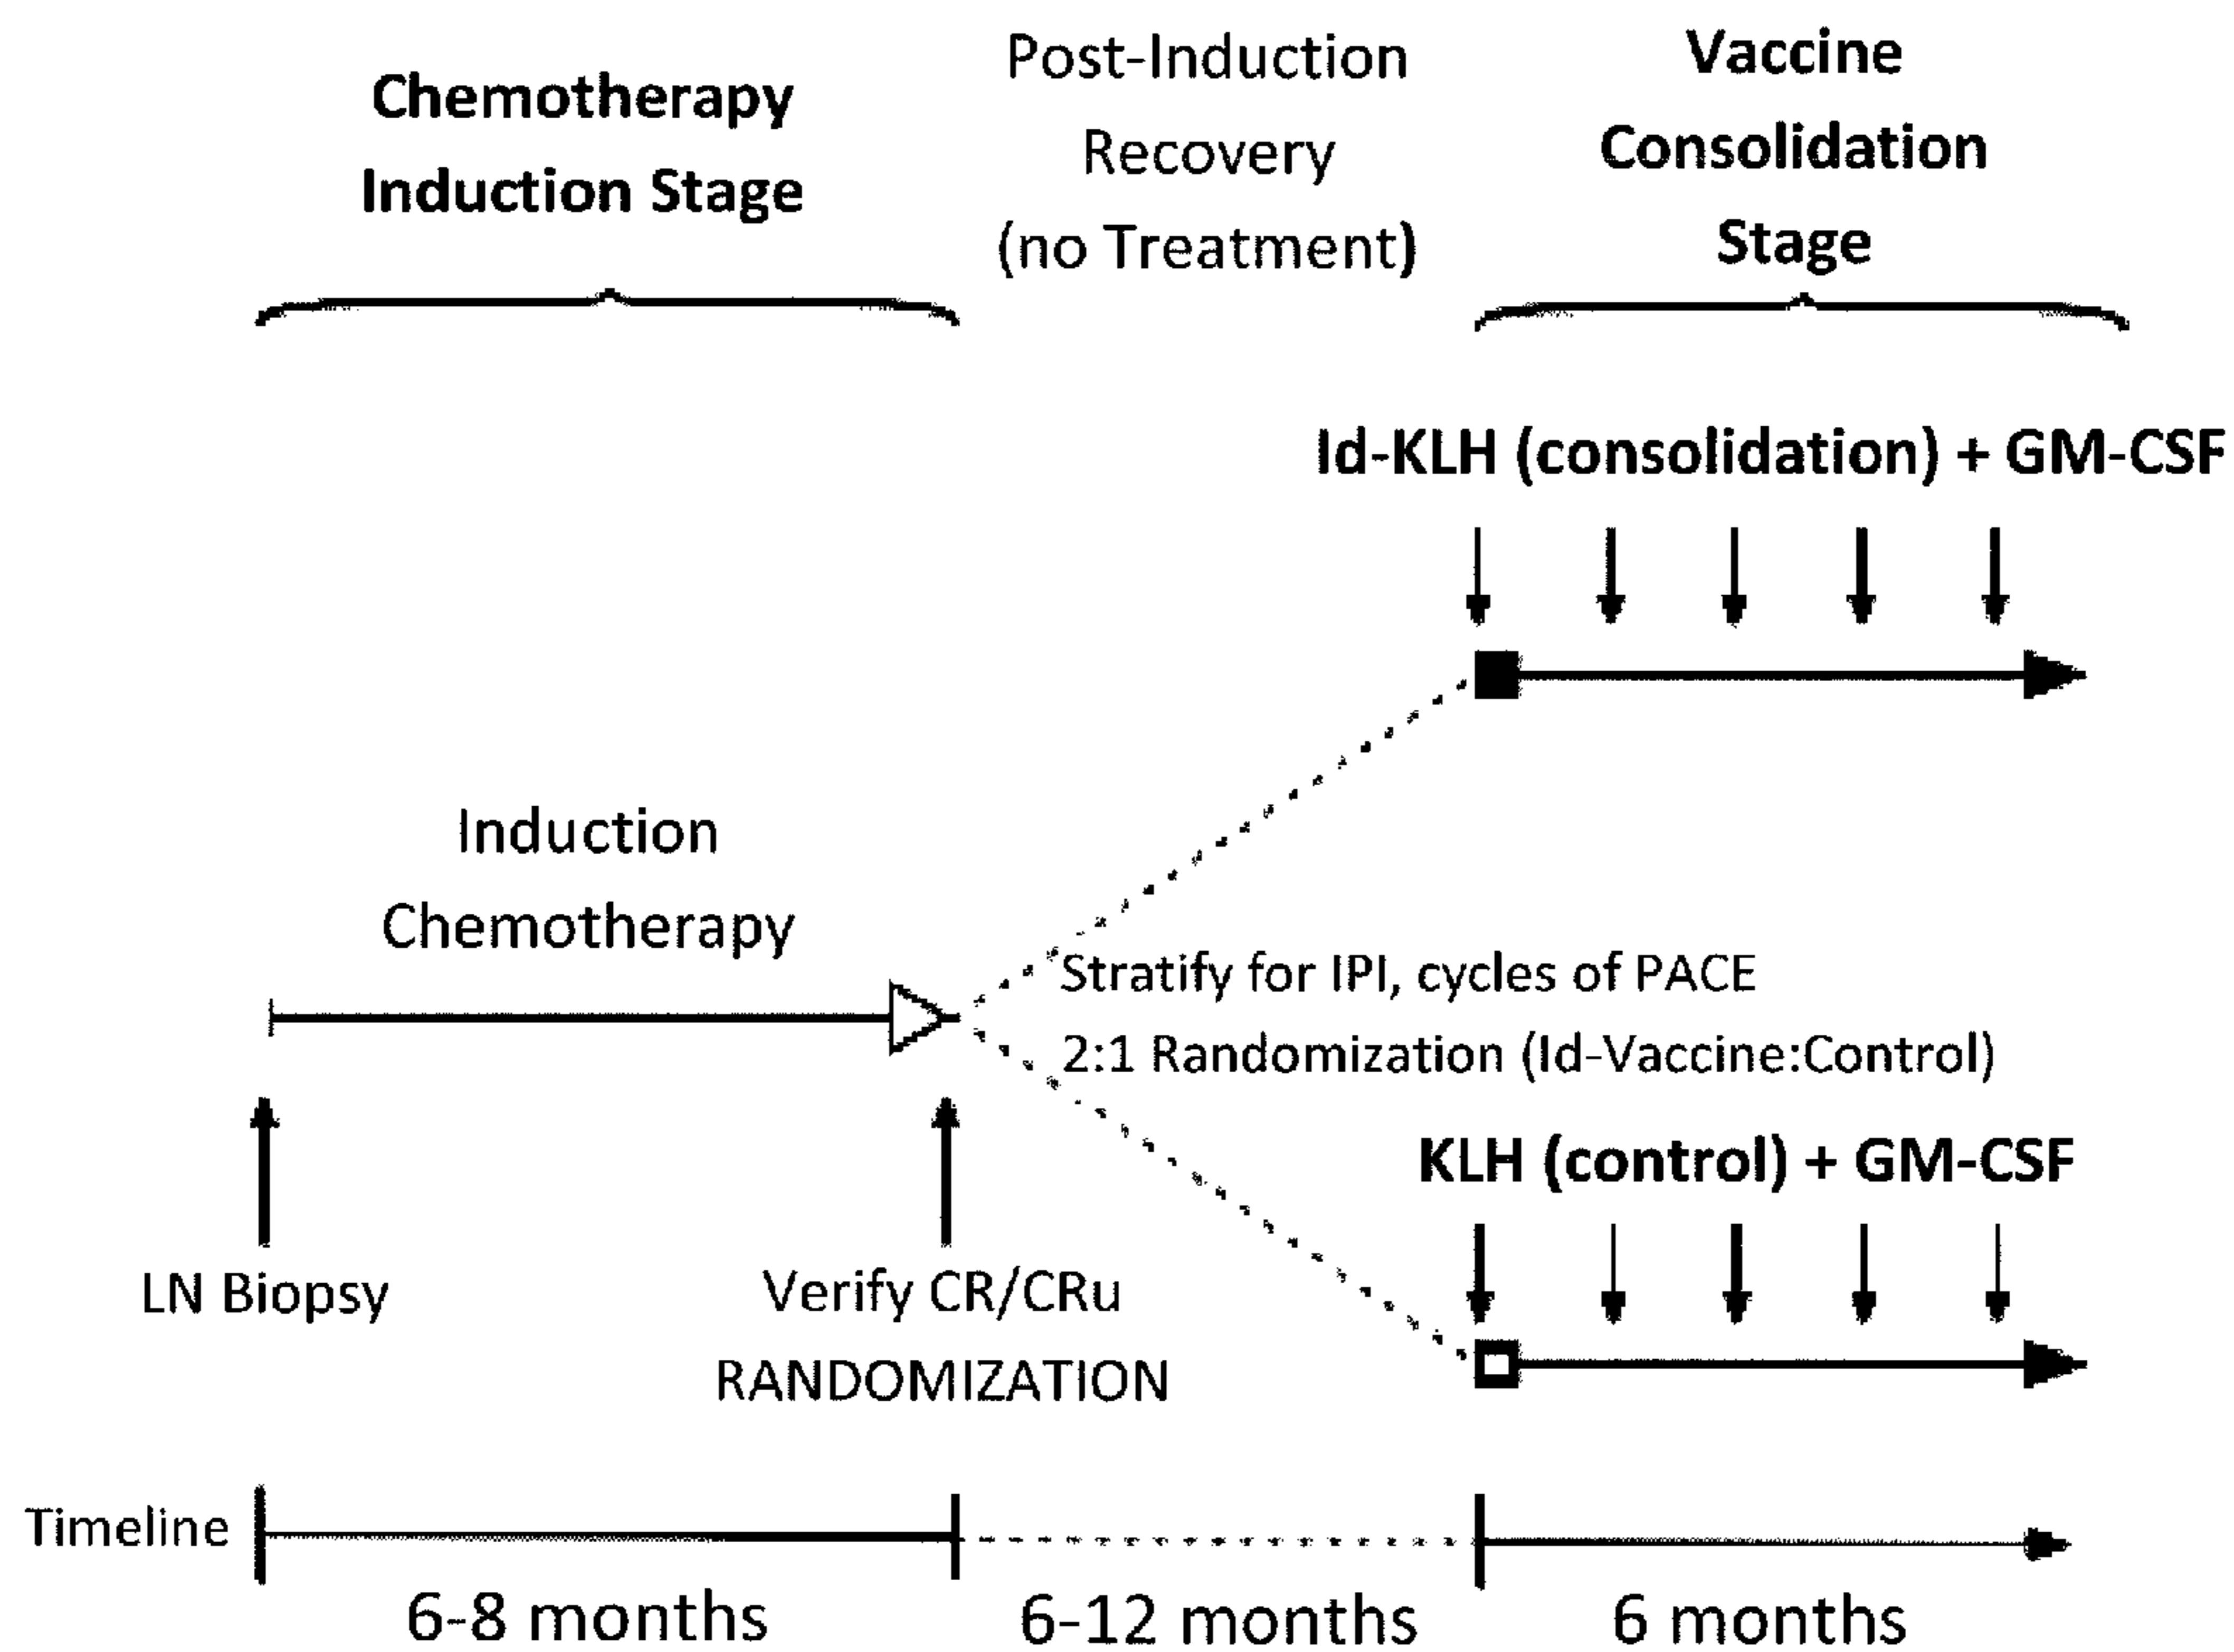 Chemotherapy
Induction Stage
Post-Induction
Recovery
(no Treatment)
Vaccine
Consolidation
Stage
Id-KLH (consolidation) + GM-CSF
Induction
Chemotherapy
Stratify for IPI, cycles of PACE
2:1 Randomization (Id-Vaccine:Control)
KLH (control) + GM-CSF
LN Biopsy
Verify CR/CRu
RANDOMIZATION
Timeline
6-8 months
6-12 months
6 months